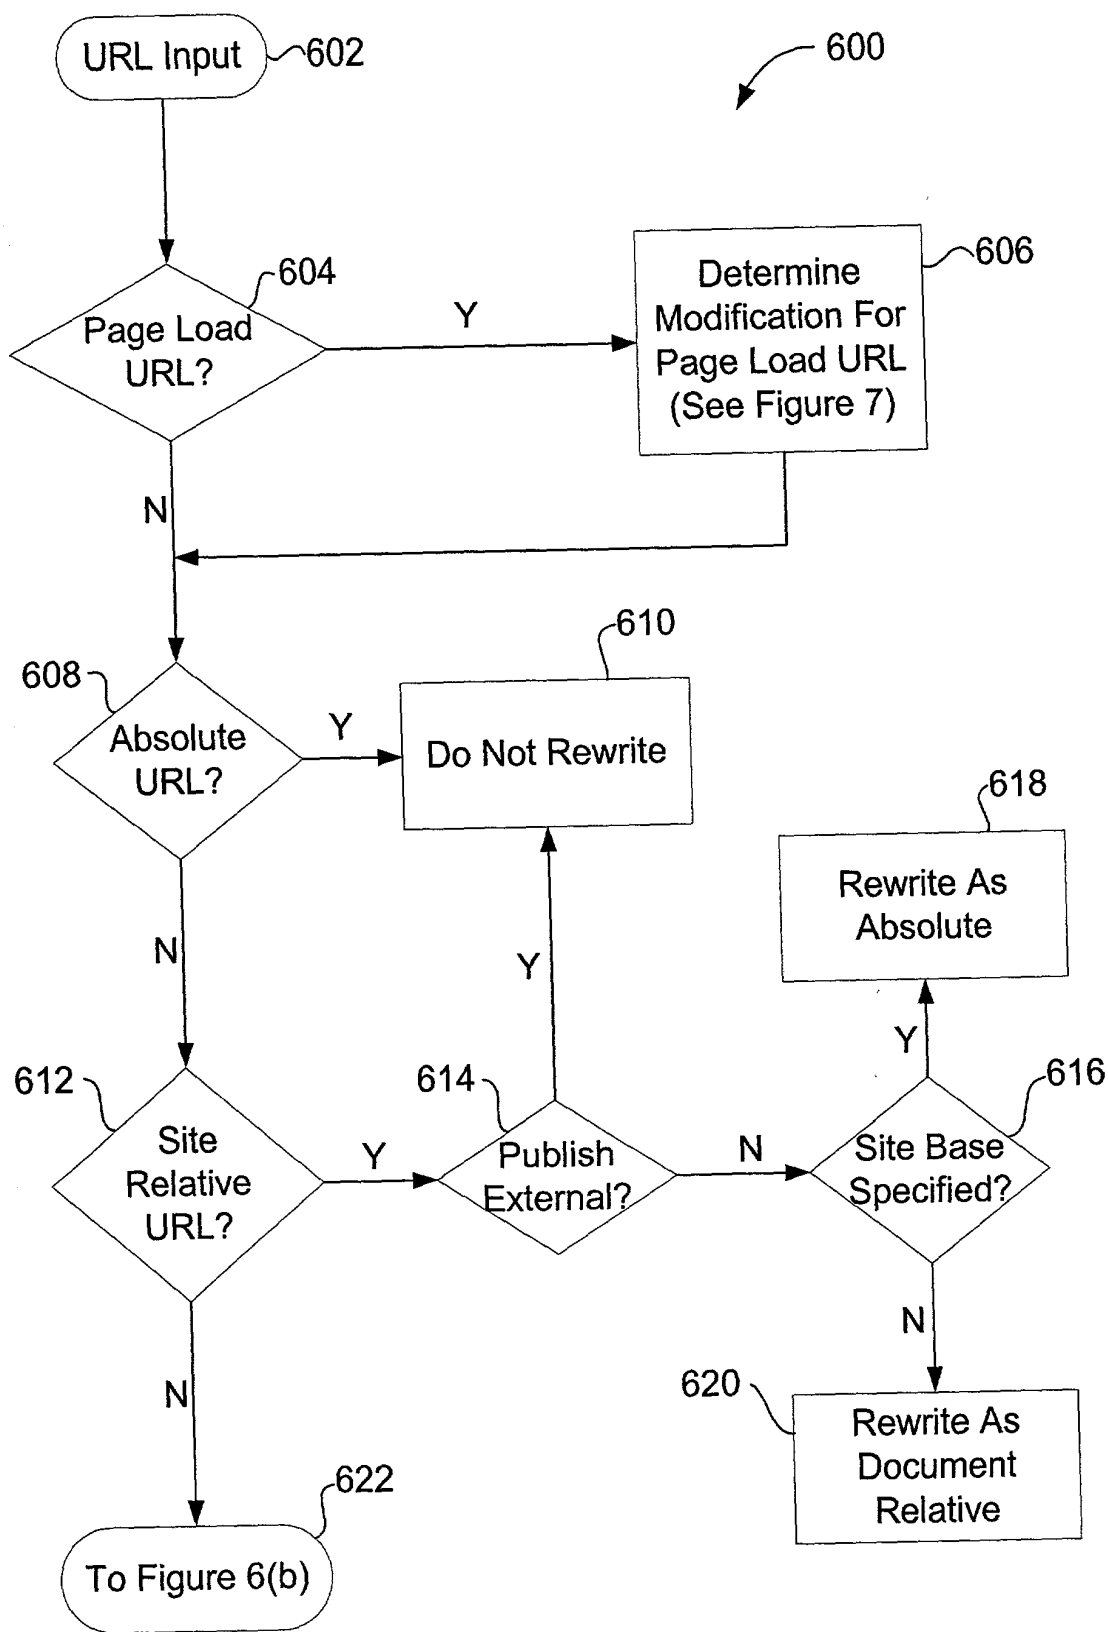 URL Input
602
600
604
Page Load
URL?
Y
606
Determine
Modification For
Page Load URL
(See Figure 7)
N
610
608
Absolute
URL?
Y
Do Not Rewrite
618
Rewrite As
Absolute
N
Y
Y
612
Site
Relative
URL?
Y
614
Publish
External?
N
616
Site Base
Specified?
N
N
620
Rewrite As
Document
Relative
622
To Figure 6(b)